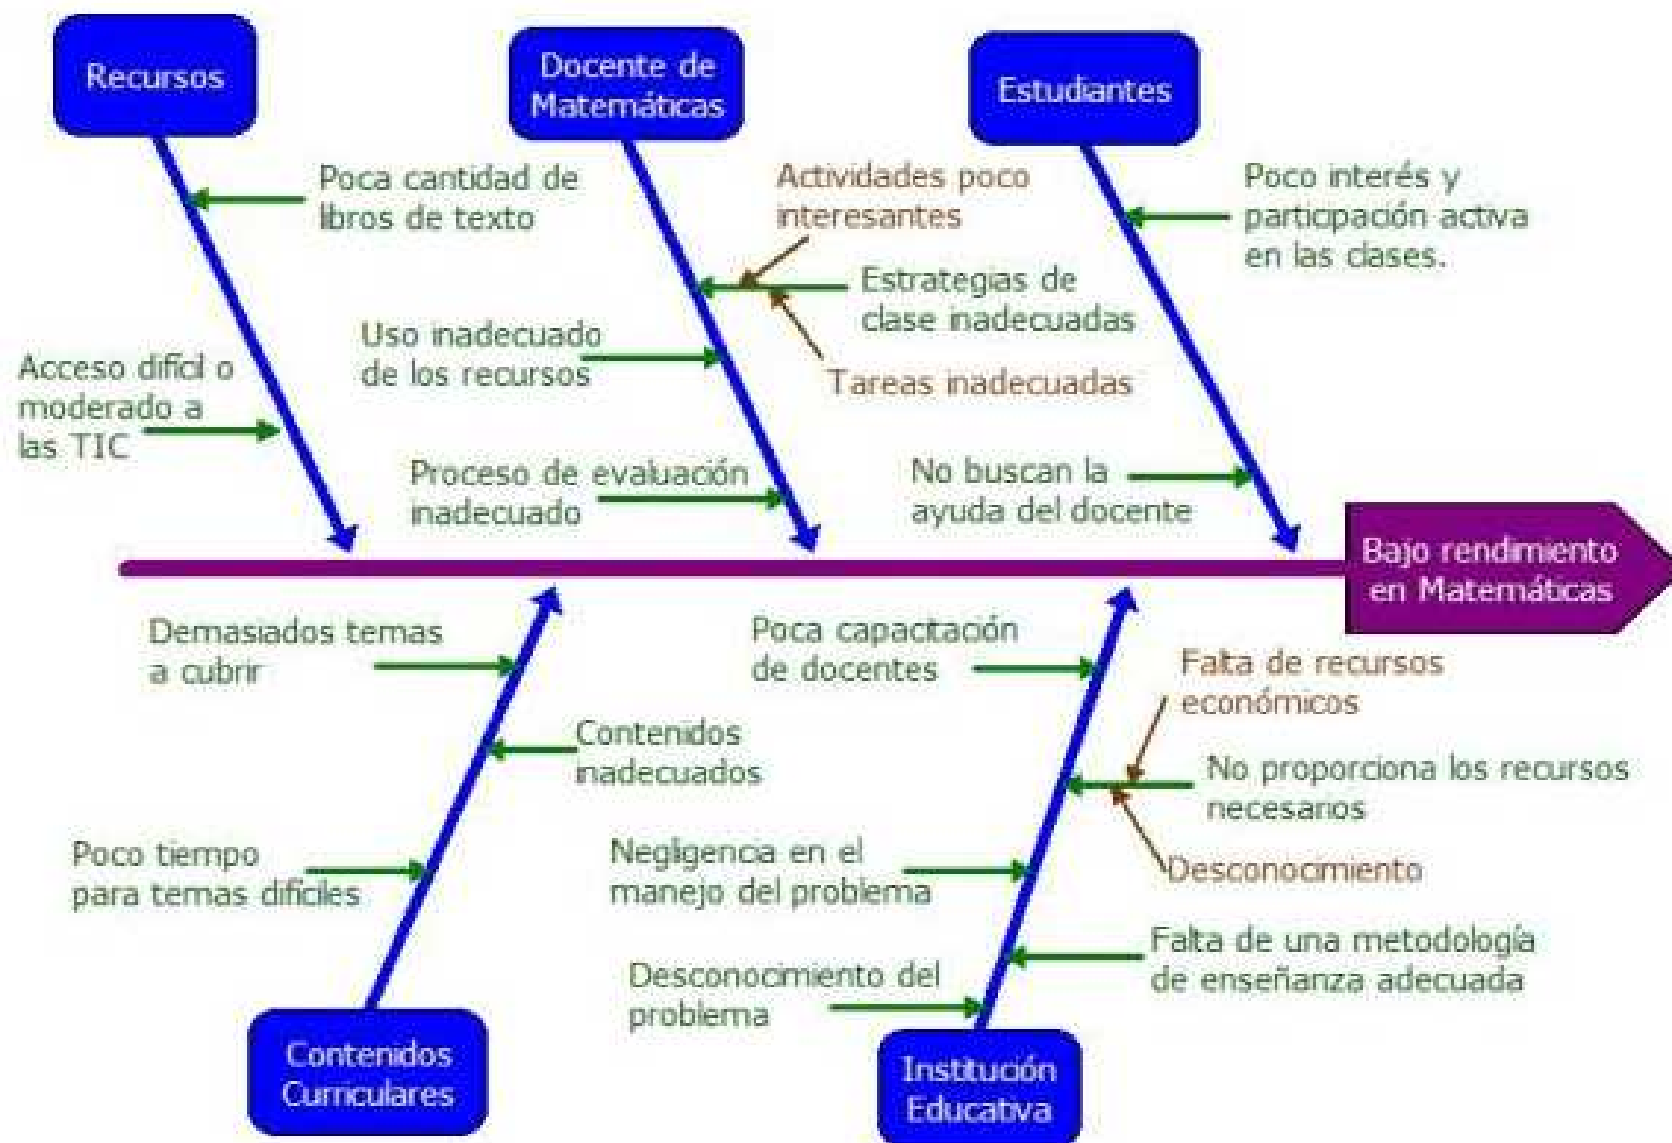 Recursos
Docente de
Matemáticas
Estudiantes
Poca cantidad de
libros de texto
Actividades poco
interesantes
Poco interés y
participación activa
en las clases.
Estrategias de
clase inadecuadas
Uso inadecuado
de los recursos
Acceso difícil o
moderado a
las TIC
Tareas inadecuadas
Proceso de evaluación
inadecuado
No buscan la
ayuda del docente
Bajo rendimiento
en Matemáticas
Demasiados temas
a cubrir
Poca capacitación
de docentes
Falta de recursos
económicos
Contenidos
inadecuados
No proporciona los recursos
necesarios
Poco tiempo
para temas difíciles
Negligencia en el
manejo del problema
Desconocimiento
Falta de una metodología
de enseñanza adecuada
Desconocimiento del
problema
Contenidos
Curriculares
Institución
Educativa